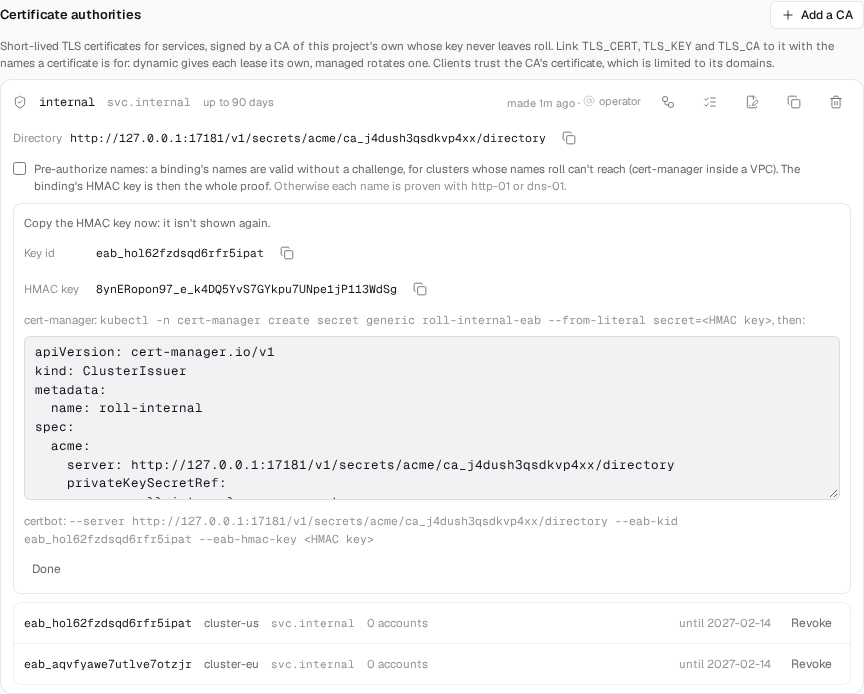 Certificate authorities
Add a CA
Short-lived TLS certificates for services, signed by a CA of this project's own whose key never leaves roll. Link TLS_CERT, TLS_KEY and TLS_CA to it with the
names a certificate is for: dynamic gives each lease its own, managed rotates one. Clients trust the CA's certificate, which is limited to its domains.
internal svc.internal up to 90 days made 1m ago · @ operator
Directory http://127.0.0.1:17181/v1/secrets/acme/ca_j4dush3qsdkvp4xx/directory
Pre-authorize names: a binding's names are valid without a challenge, for clusters whose names roll can't reach (cert-manager inside a VPC). The
binding's HMAC key is then the whole proof. Otherwise each name is proven with http-01 or dns-01.
Copy the HMAC key now: it isn't shown again.
Key id eab_hol62fzdsqd6rfr5ipat
HMAC key 8ynERopon97_e_k4DQ5YvS7GYkpu7UNpe1jP113WdSg
cert-manager: kubectl -n cert-manager create secret generic roll-internal-eab --from-literal secret=<HMAC key>, then:
apiVersion: cert-manager.io/v1
kind: ClusterIssuer
metadata:
  name: roll-internal
spec:
  acme:
    server: http://127.0.0.1:17181/v1/secrets/acme/ca_j4dush3qsdkvp4xx/directory
    privateKeySecretRef:
certbot: --server http://127.0.0.1:17181/v1/secrets/acme/ca_j4dush3qsdkvp4xx/directory --eab-kid
eab_hol62fzdsqd6rfr5ipat --eab-hmac-key <HMAC key>
Done
eab_hol62fzdsqd6rfr5ipat cluster-us svc.internal 0 accounts until 2027-02-14 Revoke
eab_aqvfyawe7utlve7otzjr cluster-eu svc.internal 0 accounts until 2027-02-14 Revoke